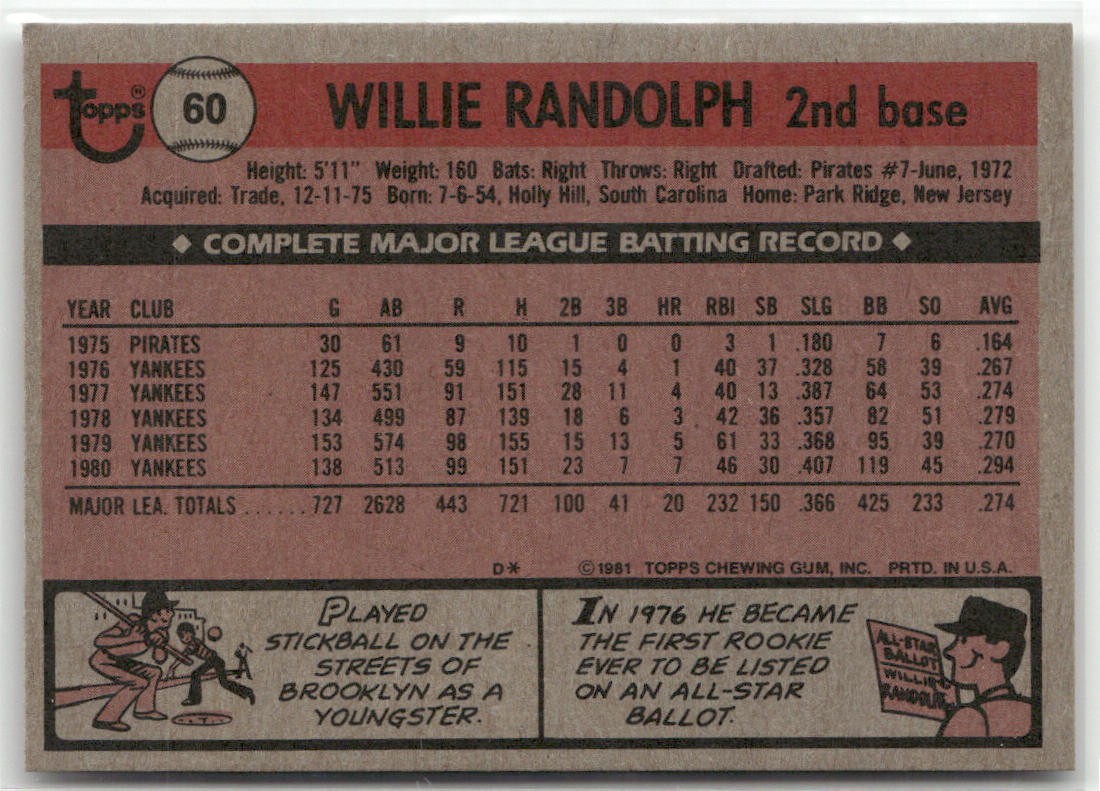 topps ® 60 WILLIE RANDOLPH 2nd base
Height: 5'11" Weight: 160 Bats: Right Throws: Right Drafted: Pirates #7-June, 1972
Acquired: Trade, 12-11-75 Born: 7-6-54, Holly Hill, South Carolina Home: Park Ridge, New Jersey
◆ COMPLETE MAJOR LEAGUE BATTING RECORD ◆
YEAR CLUB G AB R H 2B 3B HR RBI SB SLG BB SO AVG
1975 PIRATES 30 61 9 10 1 0 0 3 1 .180 7 6 .164
1976 YANKEES 125 430 59 115 15 4 1 40 37 .328 58 39 .267
1977 YANKEES 147 551 91 151 28 11 4 40 13 .387 64 53 .274
1978 YANKEES 134 499 87 139 18 6 3 42 36 .357 82 51 .279
1979 YANKEES 153 574 98 155 15 13 5 61 33 .368 95 39 .270
1980 YANKEES 138 513 99 151 23 7 7 46 30 .407 119 45 .294
MAJOR LEA. TOTALS ......727 2628 443 721 100 41 20 232 150 .366 425 233 .274
D* ©1981 TOPPS CHEWING GUM, INC. PRTD. IN U.S.A.
PLAYED
STICKBALL ON THE
STREETS OF
BROOKLYN AS A
YOUNGSTER.
IN 1976 HE BECAME
THE FIRST ROOKIE
EVER TO BE LISTED
ON AN ALL-STAR
BALLOT.
ALL-STAR
BALLOT
WILLIE
RANDOLPH